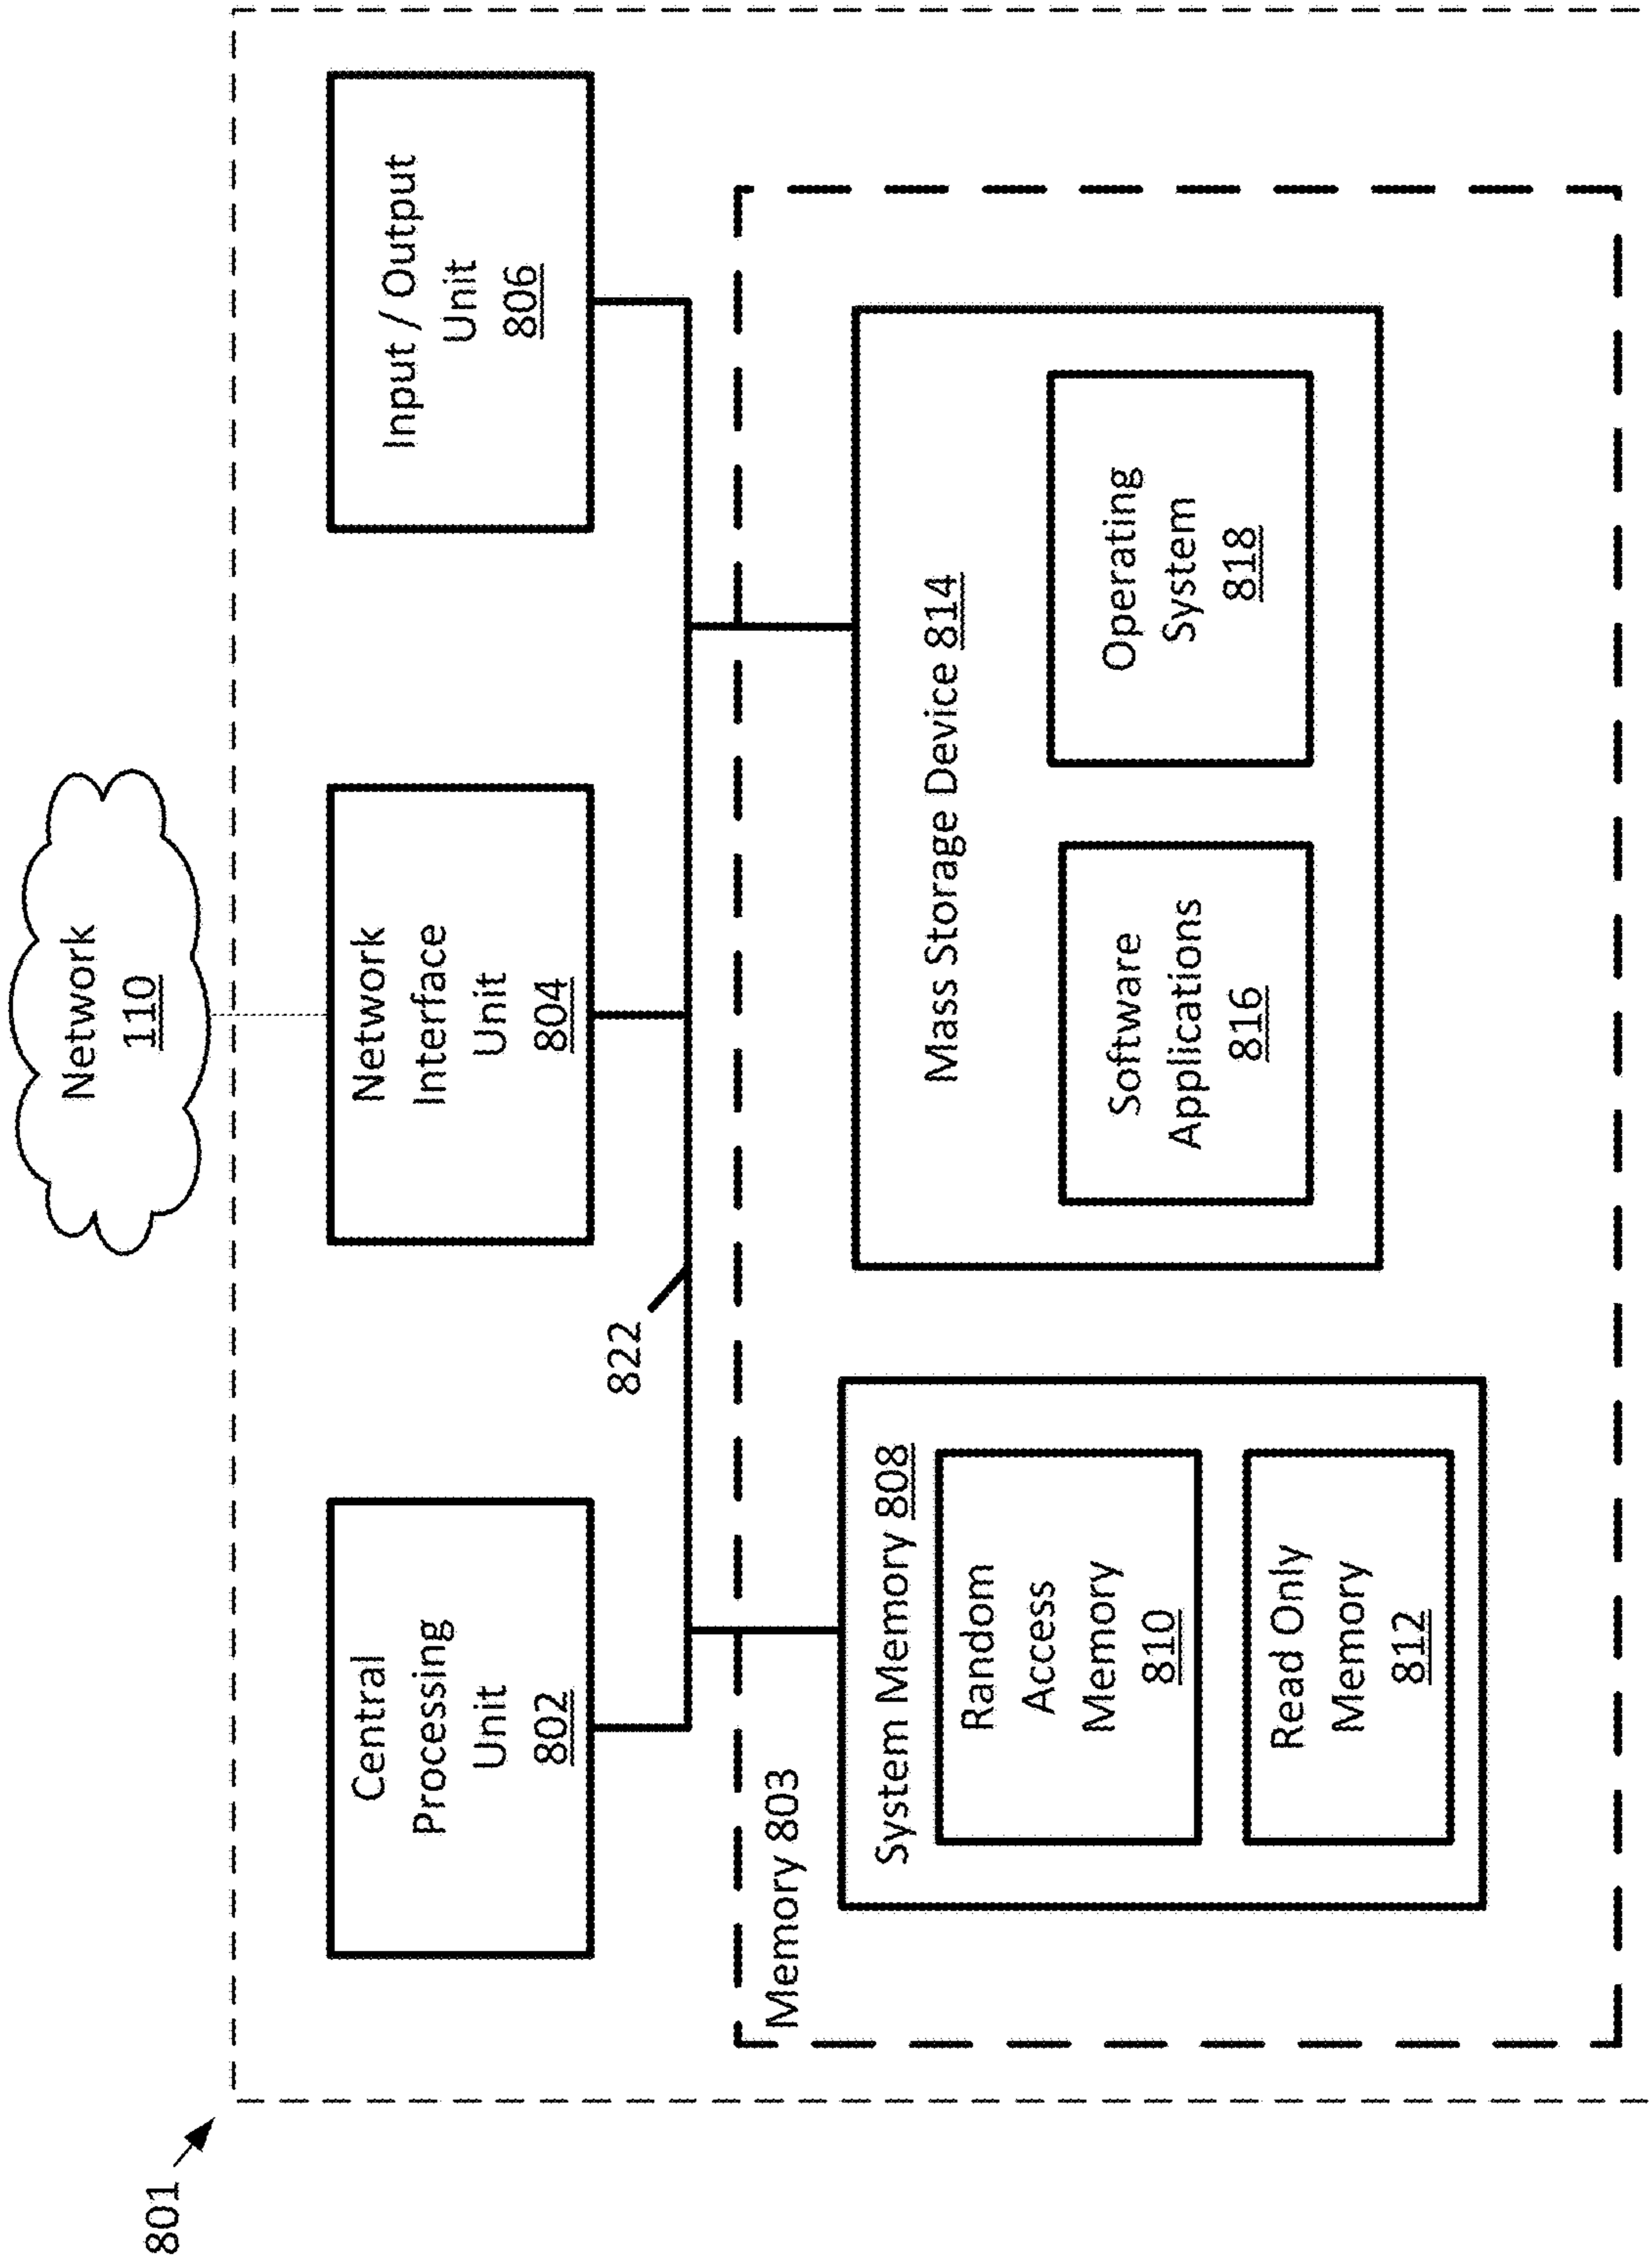 801
Network
110
Central
Processing
Unit
802
Network
Interface
Unit
804
Input / Output
Unit
806
822
Memory 803
System Memory 808
Random
Access
Memory
810
Read Only
Memory
812
Mass Storage Device 814
Software
Applications
816
Operating
System
818